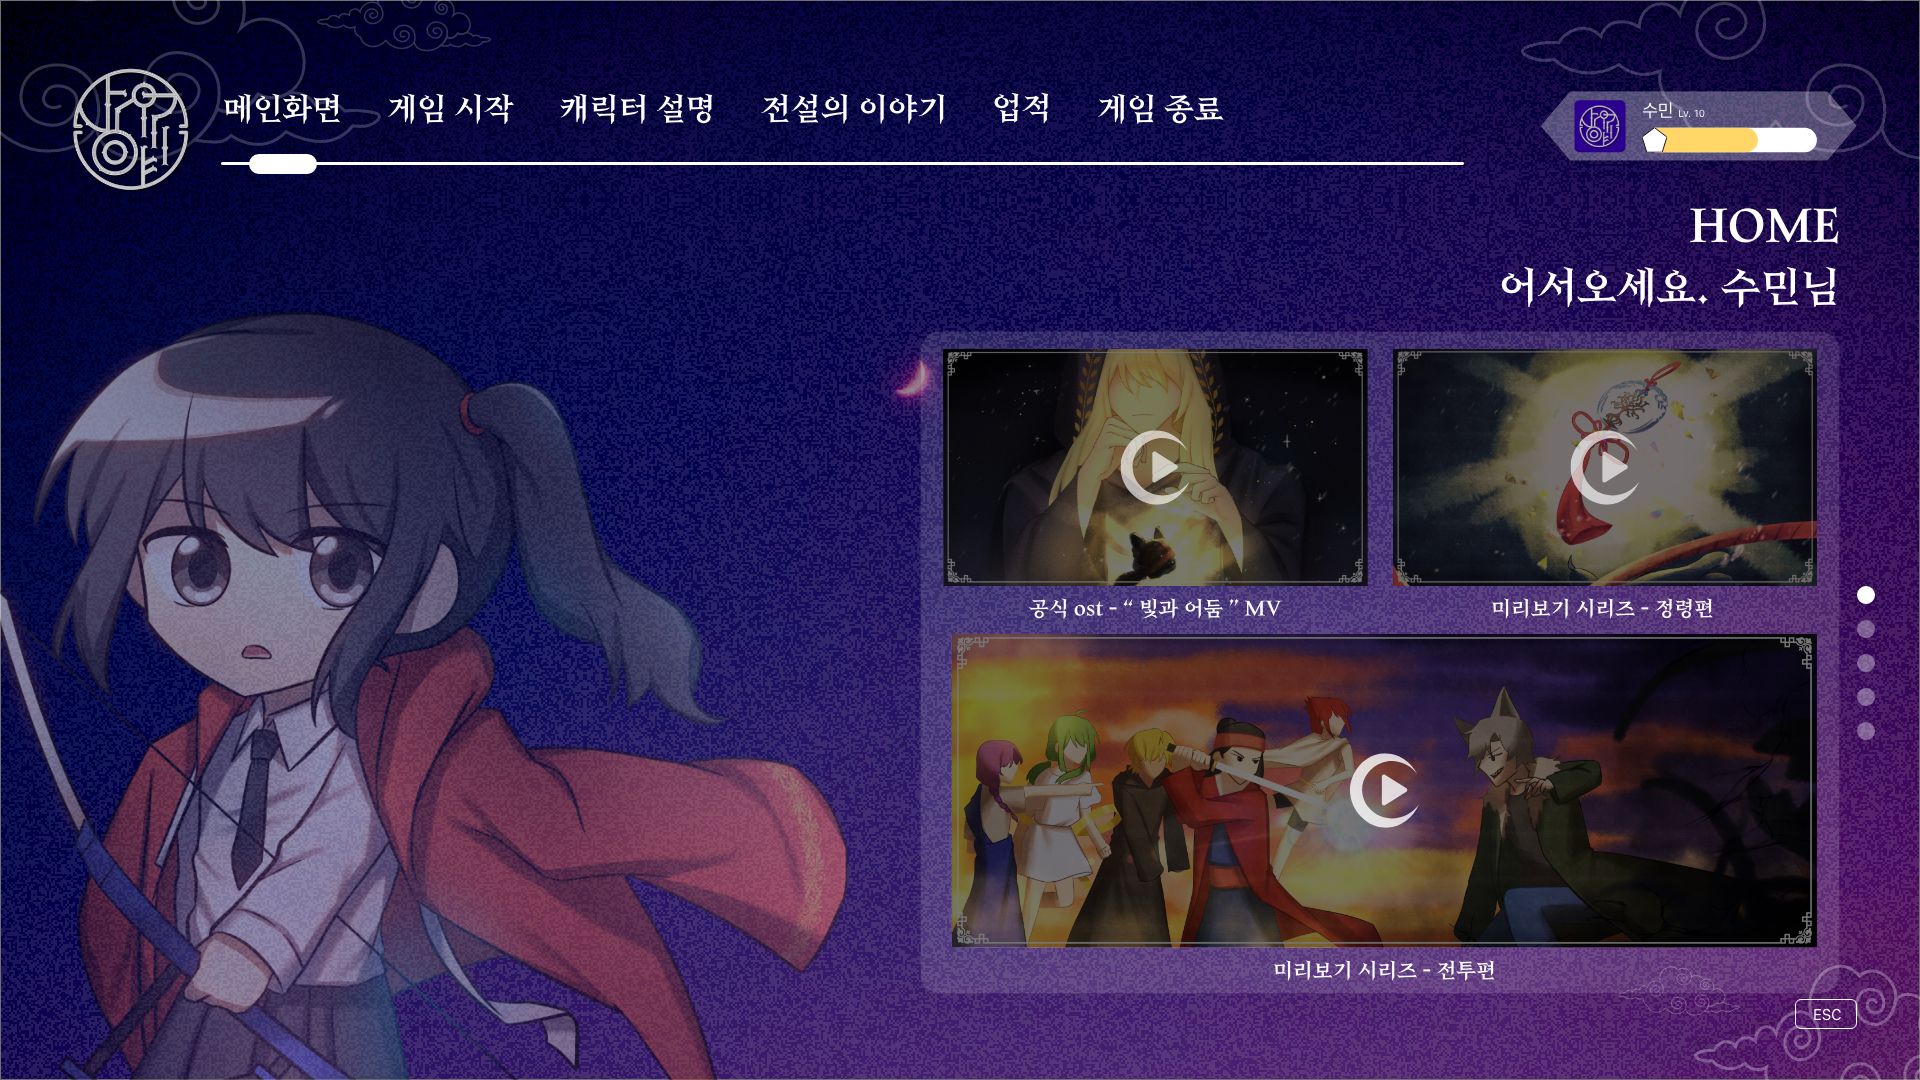 메인화면 게임 시작 캐릭터 설명 전설의 이야기 업적 게임 종료
수민 Lv. 10
HOME
어서오세요. 수민님
공식 ost - “ 빛과 어둠 ” MV
미리보기 시리즈 - 정령편
미리보기 시리즈 - 전투편
ESC